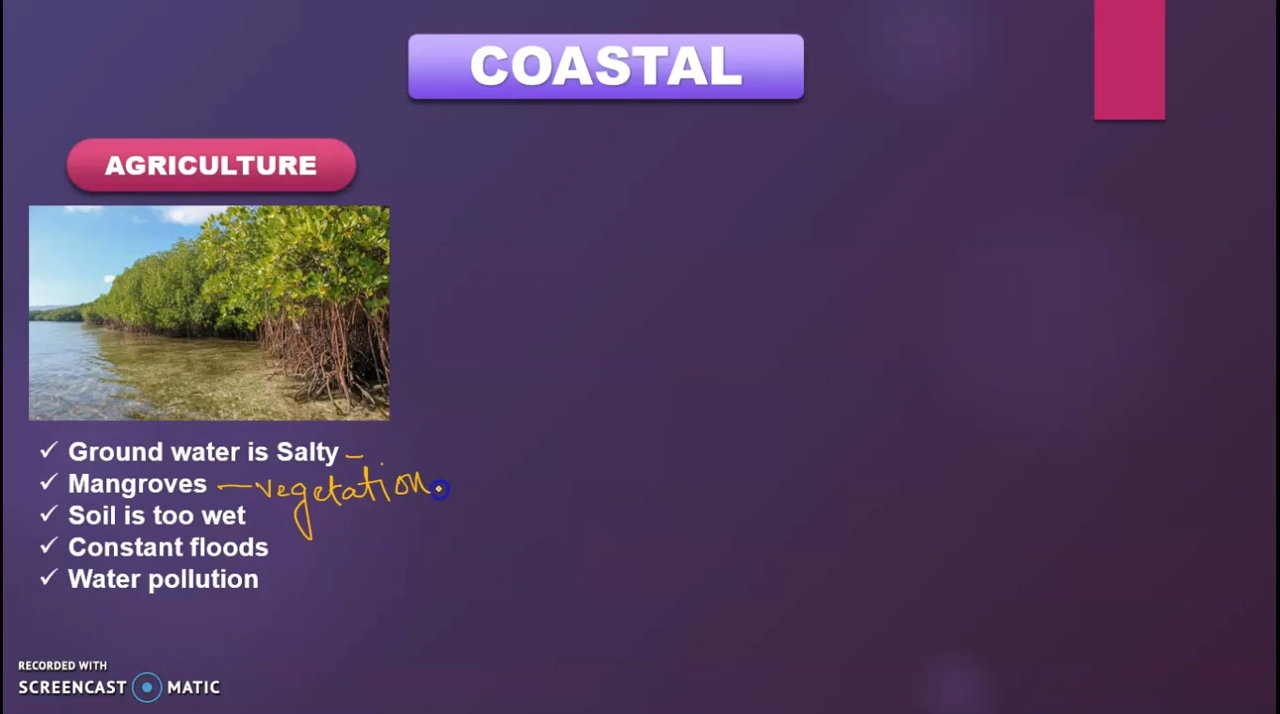 COASTAL
AGRICULTURE
✓ Ground water is Salty –
✓ Mangroves – vegetation
✓ Soil is too wet
✓ Constant floods
✓ Water pollution
RECORDED WITH
SCREENCAST MATIC